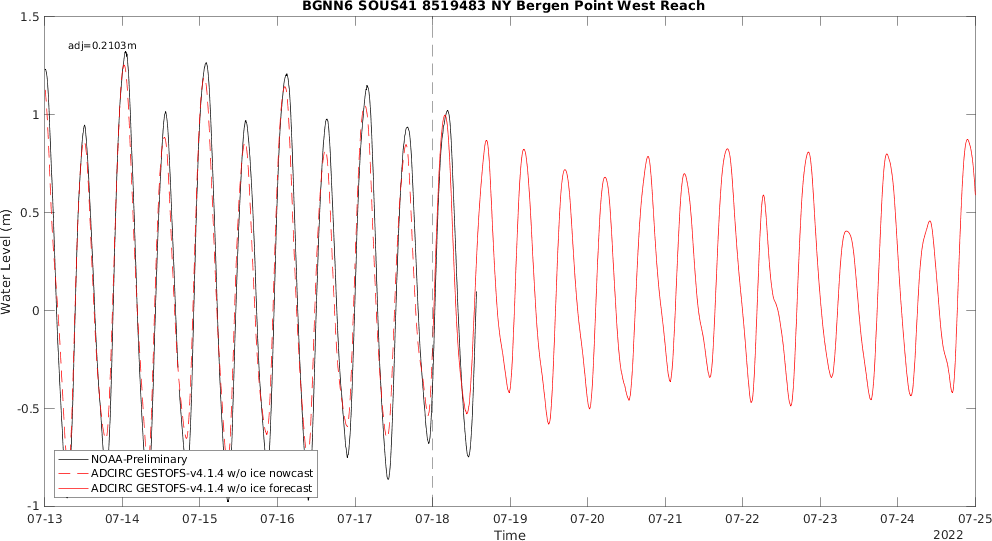 BGNN6 SOUS41 8519483 NY Bergen Point West Reach
1.5
adj=0.2103m
1
0.5
Water Level (m)
0
-0.5
NOAA-Preliminary
ADCIRC GESTOFS-v4.1.4 w/o ice nowcast
ADCIRC GESTOFS-v4.1.4 w/o ice forecast
-1
07-13 07-14 07-15 07-16 07-17 07-18 07-19 07-20 07-21 07-22 07-23 07-24 07-25
Time
2022